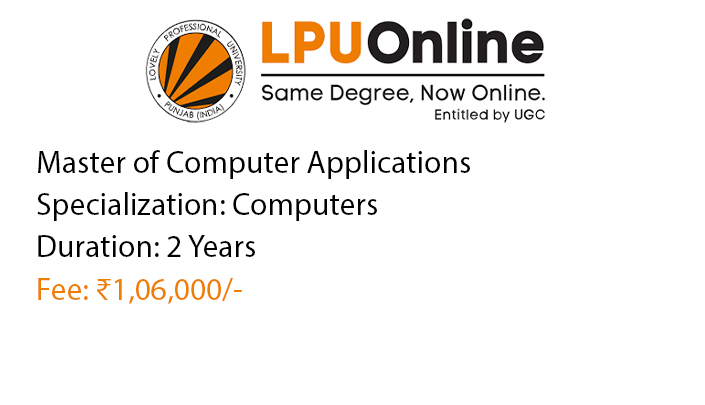 LOVELY PROFESSIONAL UNIVERSITY
• PUNJAB (INDIA) •
LPUOnline
Same Degree, Now Online.
Entitled by UGC
Master of Computer Applications
Specialization: Computers
Duration: 2 Years
Fee: ₹1,06,000/-